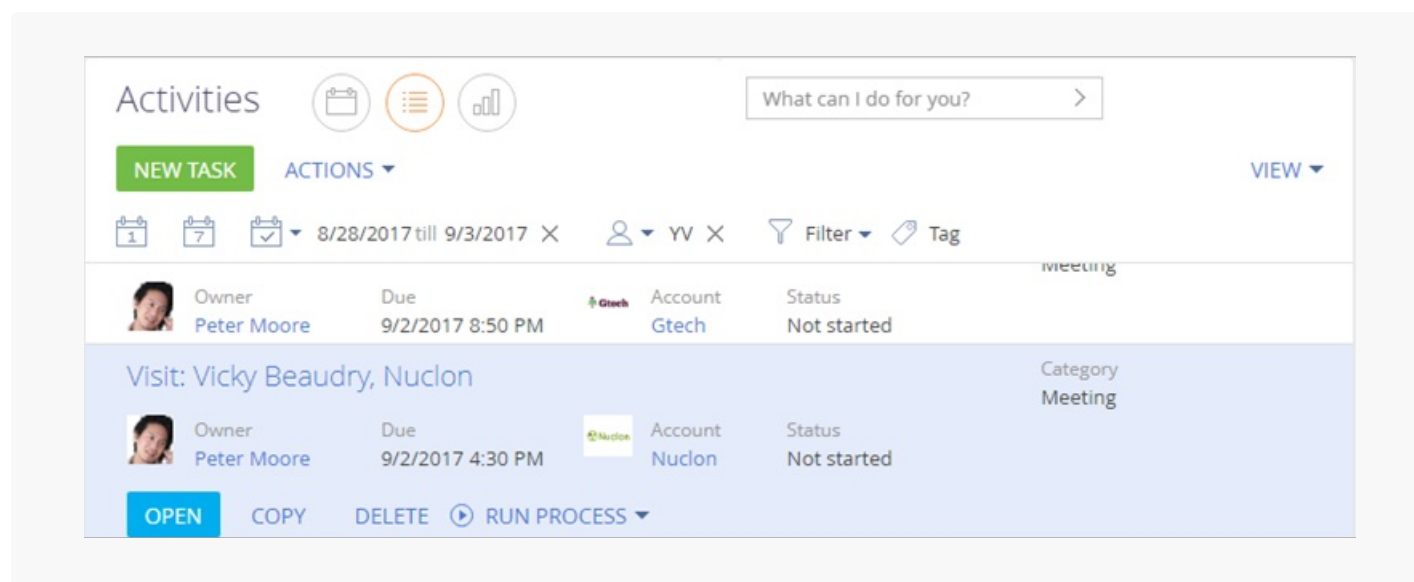 Activities What can I do for you?
NEW TASK ACTIONS VIEW
1 7 8/28/2017 till 9/3/2017 YV Filter Tag
Meeting
Owner Due Account Status
Gtech
Peter Moore 9/2/2017 8:50 PM Gtech Not started
Visit: Vicky Beaudry, Nuclon Category
Meeting
Owner Due Account Status
Nuclon
Peter Moore 9/2/2017 4:30 PM Nuclon Not started
OPEN COPY DELETE RUN PROCESS